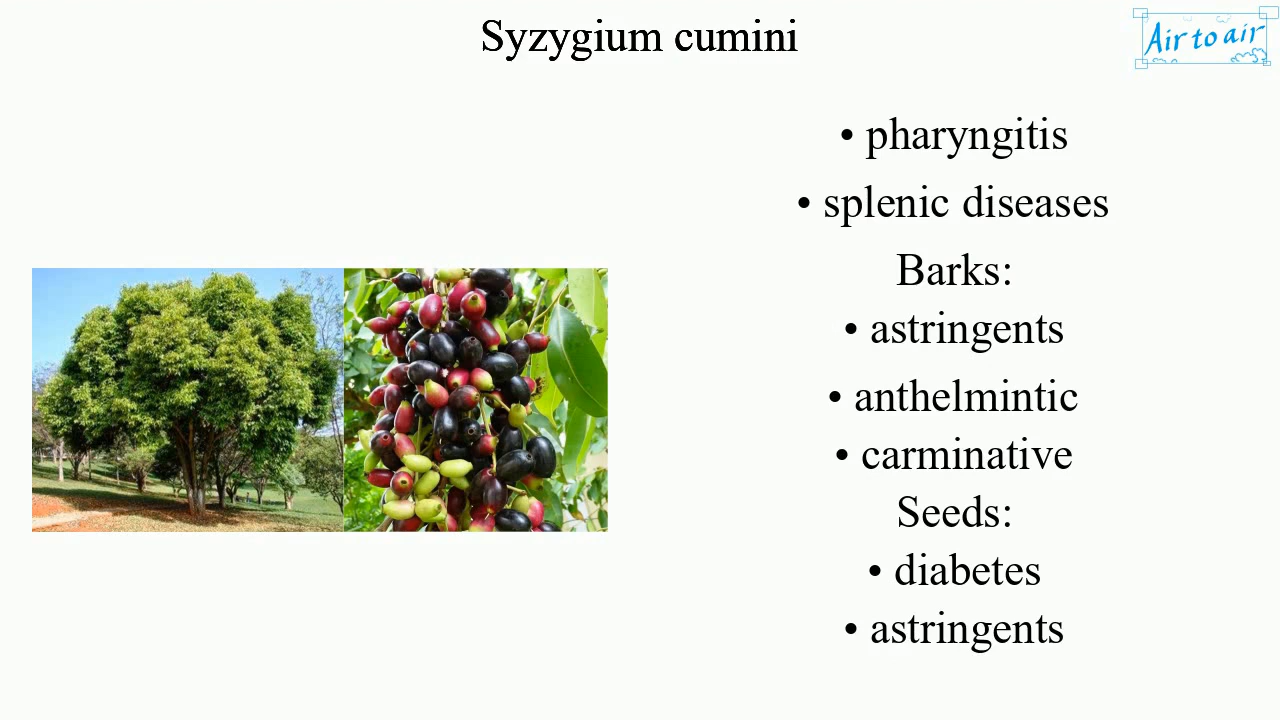 Syzygium cumini
Air to air
• pharyngitis
• splenic diseases
Barks:
• astringents
• anthelmintic
• carminative
Seeds:
• diabetes
• astringents